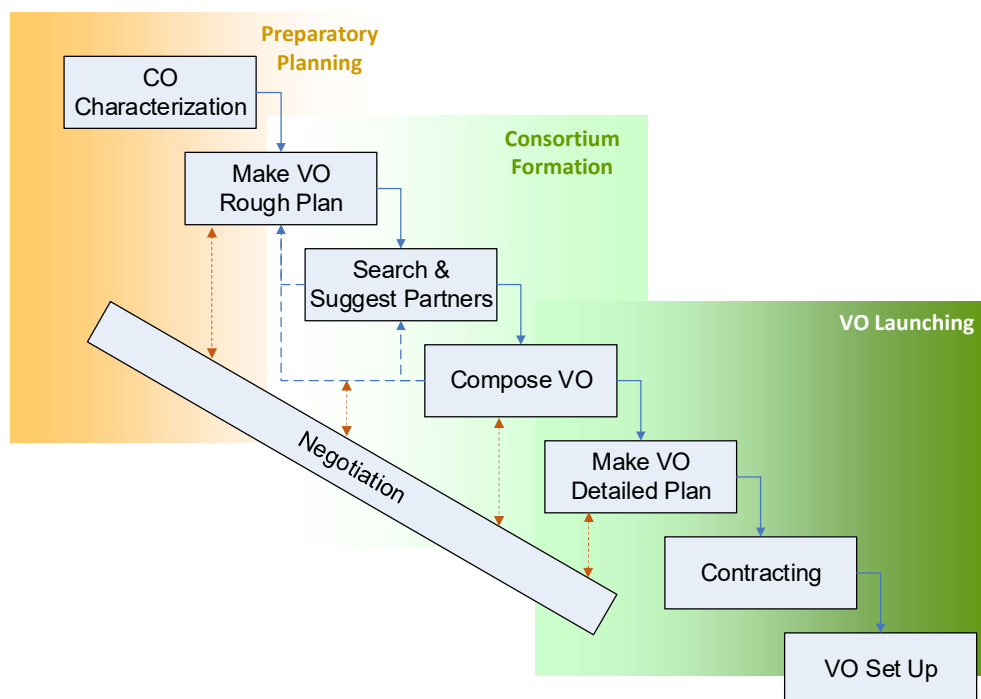 Preparatory
Planning
CO
Characterization
Consortium
Formation
Make VO
Rough Plan
Search &
Suggest Partners
VO Launching
Compose VO
Negotiation
Make VO
Detailed Plan
Contracting
VO Set Up